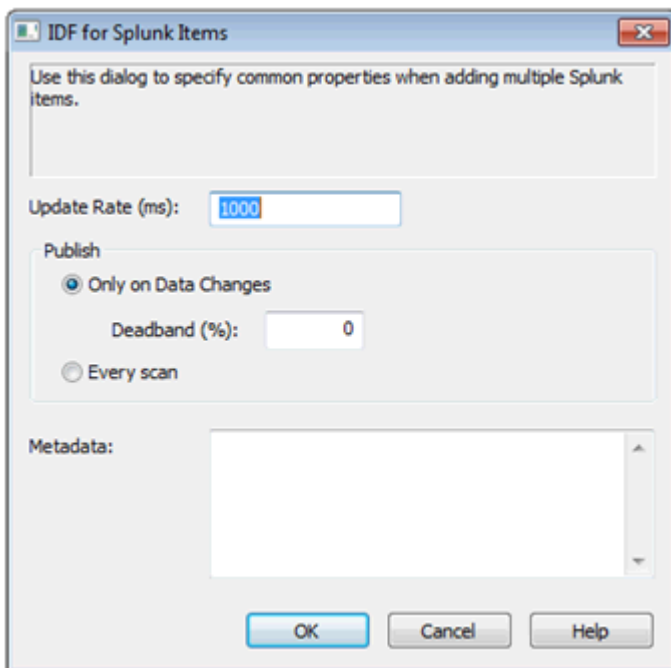 IDF for Splunk Items
Use this dialog to specify common properties when adding multiple Splunk
items.
Update Rate (ms): 1000
Publish
Only on Data Changes
Deadband (%): 0
Every scan
Metadata:
OK Cancel Help